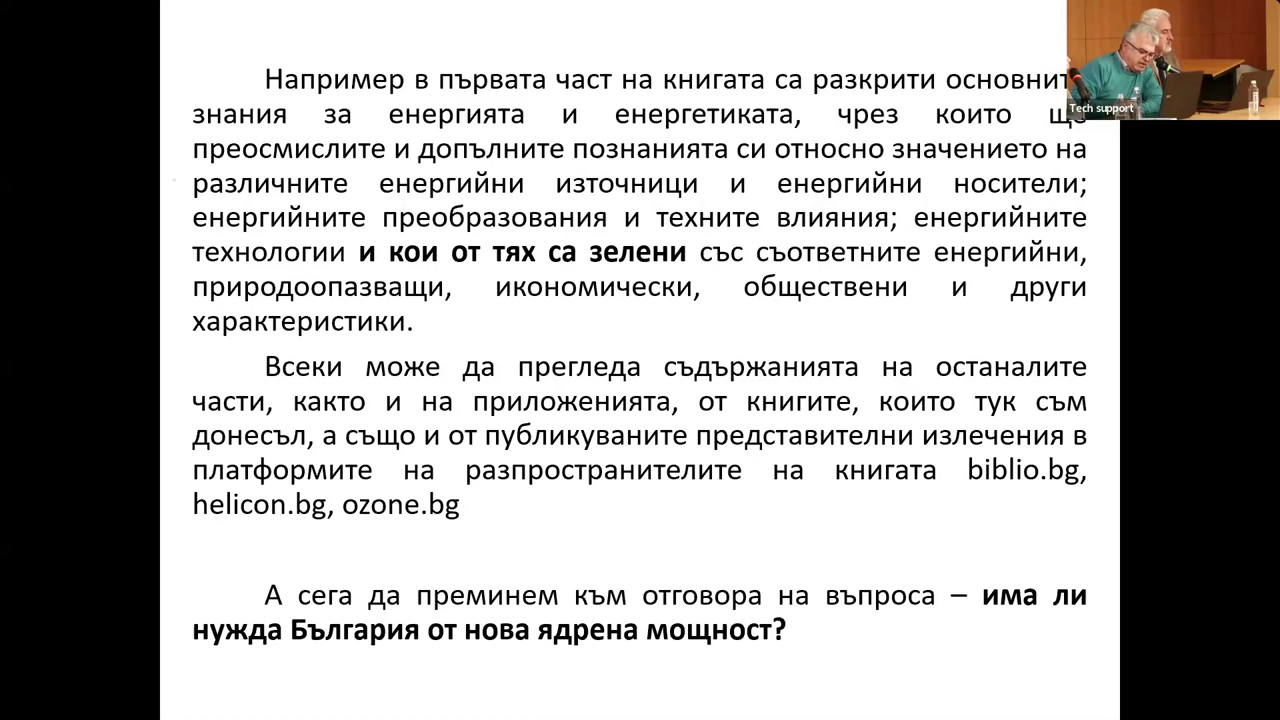 Например в първата част на книгата са разкрити основнит
знания за енергията и енергетиката, чрез които ще
преосмислите и допълните познанията си относно значението на
различните енергийни източници и енергийни носители;
енергийните преобразования и техните влияния; енергийните
технологии и кои от тях са зелени със съответните енергийни,
природоопазващи, икономически, обществени и други
характеристики.
Всеки може да прегледа съдържанията на останалите
части, както и на приложенията, от книгите, които тук съм
донесъл, а също и от публикуваните представителни излечения в
платформите на разпространителите на книгата biblio.bg,
helicon.bg, ozone.bg
А сега да преминем към отговора на въпроса – има ли
нужда България от нова ядрена мощност?
Tech support